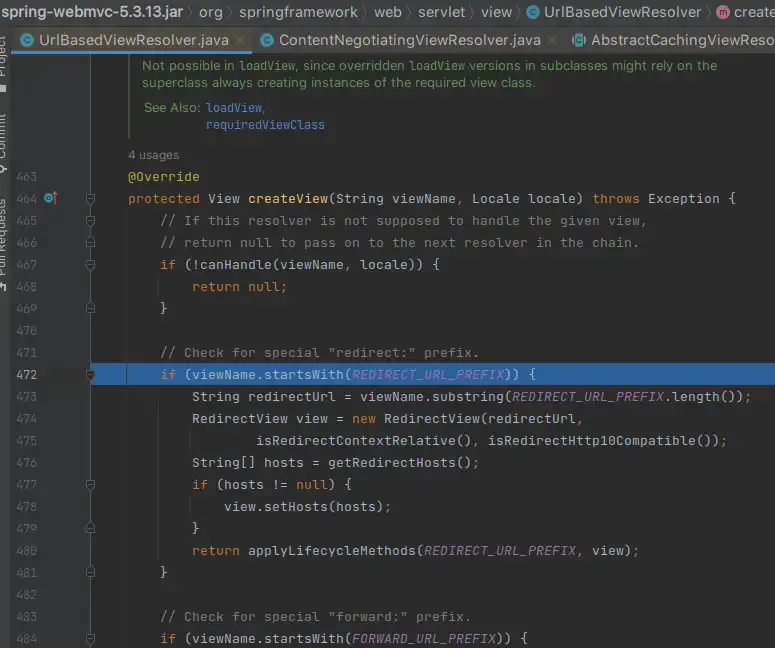 spring-webmvc-5.3.13.jar › org › springframework › web › servlet › view › UrlBasedViewResolver › create
UrlBasedViewResolver.java × ContentNegotiatingViewResolver.java × AbstractCachingViewReso
Project
Commit
Pull Requests
Not possible in loadView, since overridden loadView versions in subclasses might rely on the
superclass always creating instances of the required view class.
See Also: loadView,
requiredViewClass
4 usages
463 @Override
464 protected View createView(String viewName, Locale locale) throws Exception {
465 // If this resolver is not supposed to handle the given view,
466 // return null to pass on to the next resolver in the chain.
467 if (!canHandle(viewName, locale)) {
468 return null;
469 }
470
471 // Check for special "redirect:" prefix.
472 if (viewName.startsWith(REDIRECT_URL_PREFIX)) {
473 String redirectUrl = viewName.substring(REDIRECT_URL_PREFIX.length());
474 RedirectView view = new RedirectView(redirectUrl,
475 isRedirectContextRelative(), isRedirectHttp10Compatible());
476 String[] hosts = getRedirectHosts();
477 if (hosts != null) {
478 view.setHosts(hosts);
479 }
480 return applyLifecycleMethods(REDIRECT_URL_PREFIX, view);
481 }
482
483 // Check for special "forward:" prefix.
484 if (viewName.startsWith(FORWARD_URL_PREFIX)) {